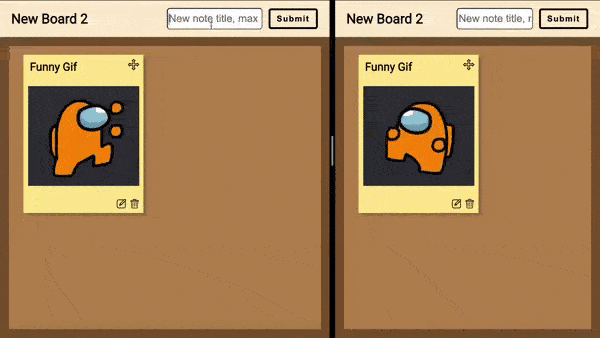 New Board 2
New note title, max
Submit
Funny Gif
New Board 2
New note title, r
Submit
Funny Gif